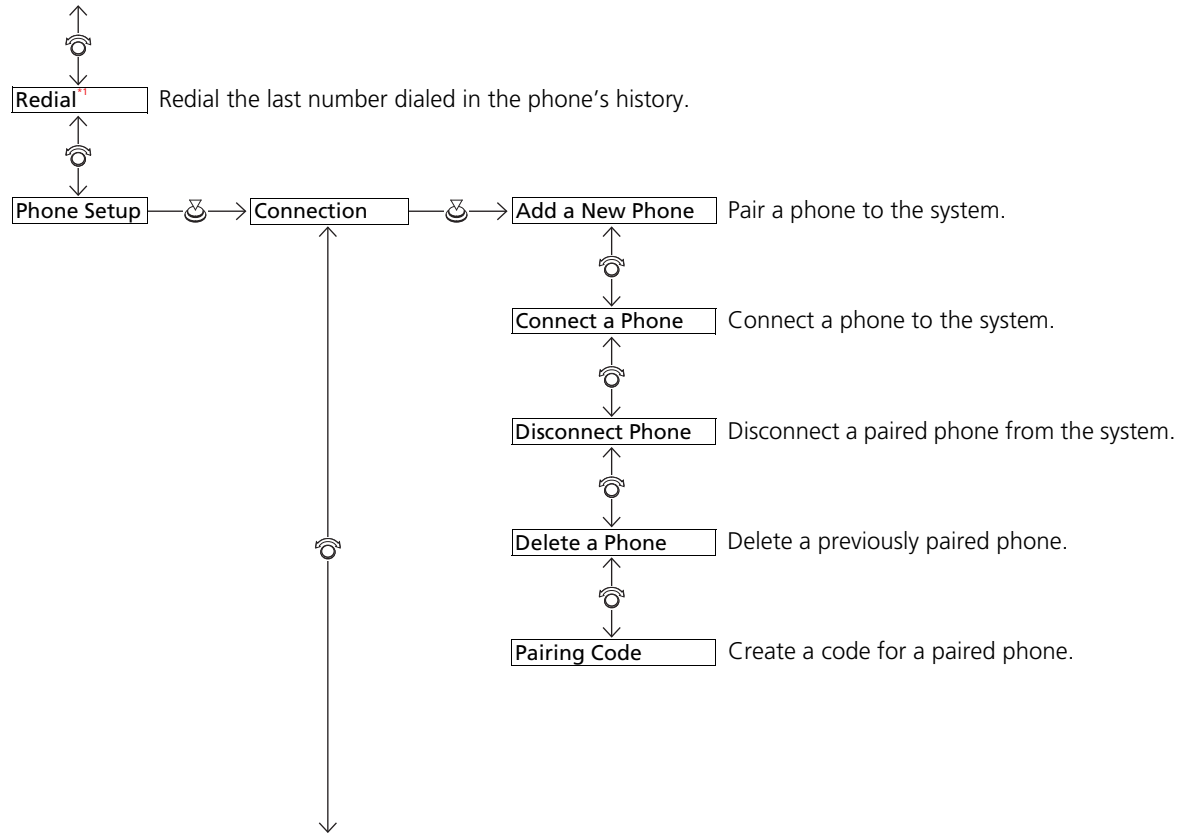 Redial*1 Redial the last number dialed in the phone’s history.
Phone Setup Connection Add a New Phone Pair a phone to the system.
Connect a Phone Connect a phone to the system.
Disconnect Phone Disconnect a paired phone from the system.
Delete a Phone Delete a previously paired phone.
Pairing Code Create a code for a paired phone.